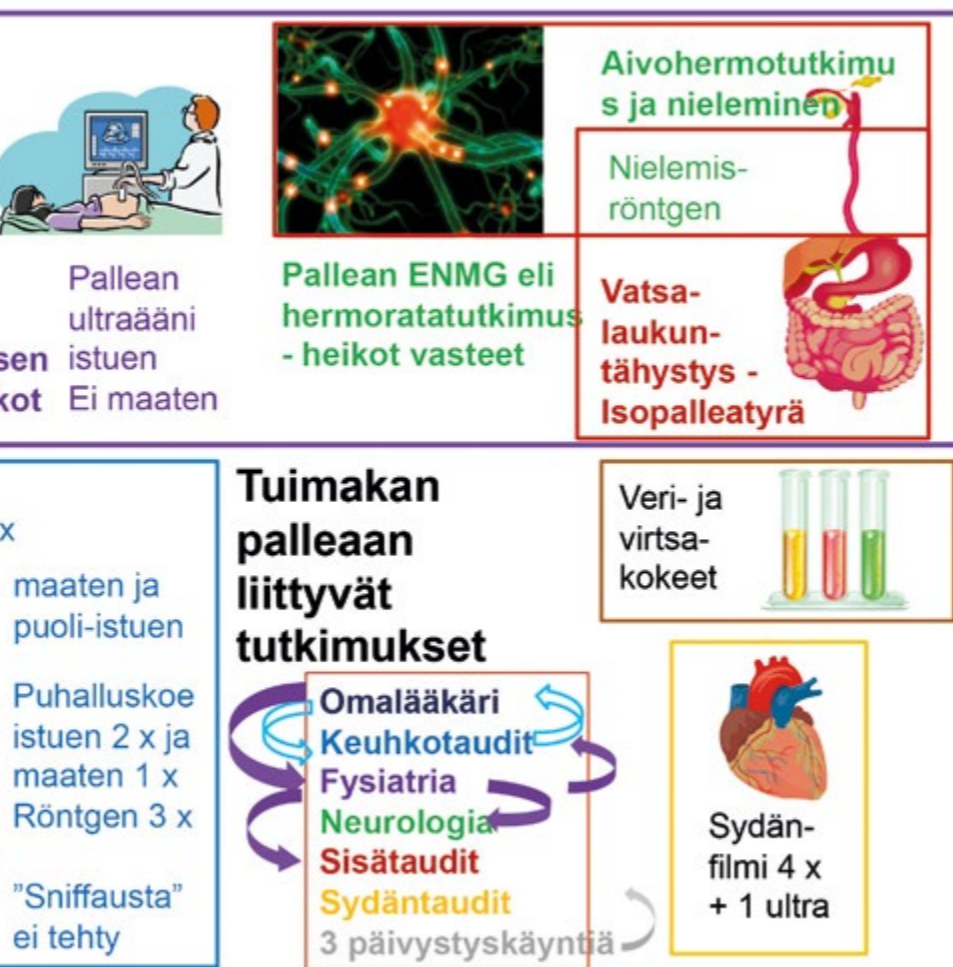 Aivohermotutkimu
s ja nieleminen
Nielemis-
röntgen
Pallean
ultraääni
sen istuen
kot Ei maaten
Pallean ENMG eli
hermoratatutkimus
- heikot vasteet
Vatsa-
laukun-
tähystys -
Isopalleatyrä
x
maaten ja
puoli-istuen
Puhalluskoe
istuen 2 x ja
maaten 1 x
Röntgen 3 x
"Sniffausta"
ei tehty
Tuimakan
palleaan
liittyvät
tutkimukset
Omalääkäri
Keuhkotaudit
Fysiatria
Neurologia
Sisätaudit
Sydäntaudit
3 päivystyskäyntiä
Veri- ja
virtsa-
kokeet
Sydän-
filmi 4 x
+ 1 ultra